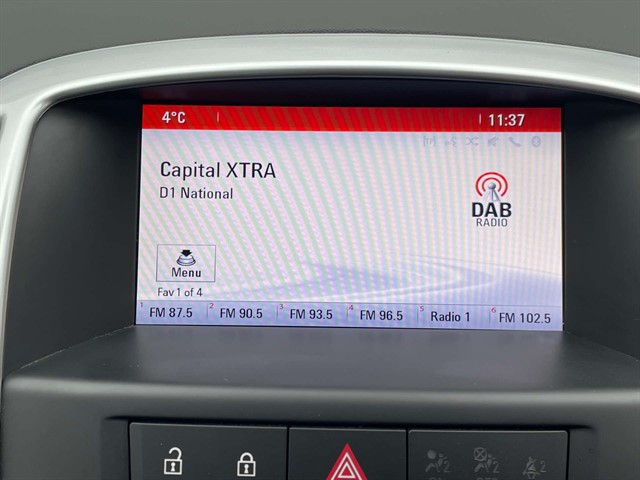 4°C 11:37
Capital XTRA
D1 National
DAB
RADIO
Menu
Fav 1 of 4
1 FM 87.5 2 FM 90.5 3 FM 93.5 4 FM 96.5 5 Radio 1 6 FM 102.5